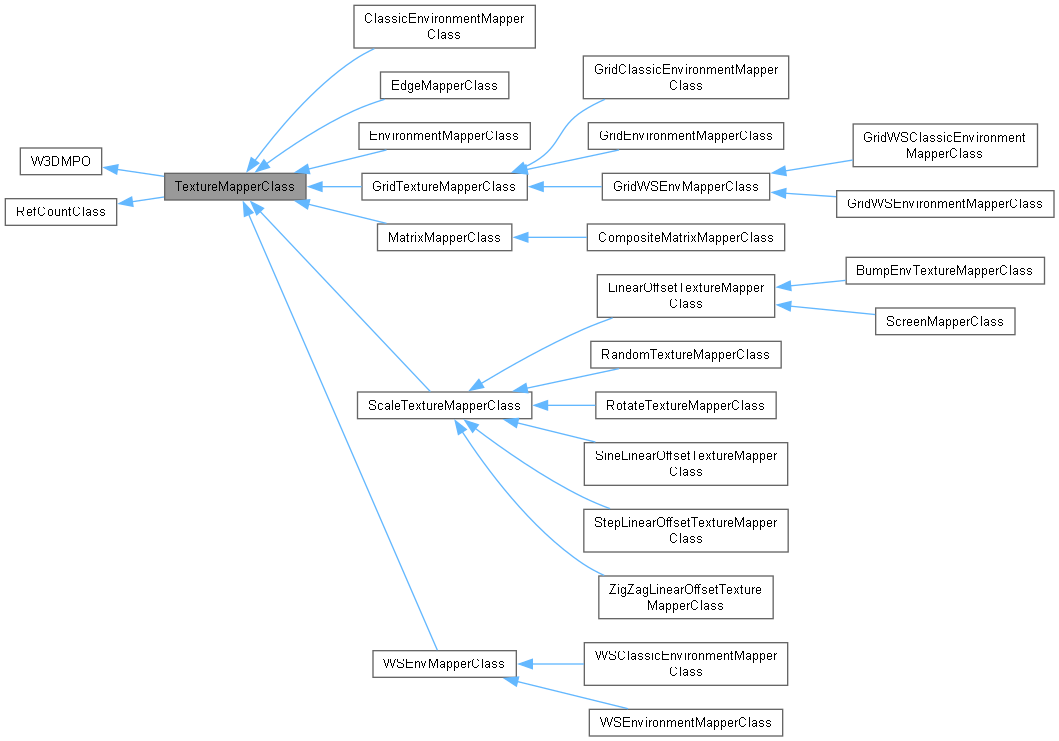 W3DMPO
RefCountClass
TextureMapperClass
ClassicEnvironmentMapper
Class
EdgeMapperClass
EnvironmentMapperClass
GridTextureMapperClass
MatrixMapperClass
ScaleTextureMapperClass
WSEnvMapperClass
GridClassicEnvironmentMapper
Class
GridEnvironmentMapperClass
GridWSEnvMapperClass
CompositeMatrixMapperClass
LinearOffsetTextureMapper
Class
RandomTextureMapperClass
RotateTextureMapperClass
SineLinearOffsetTextureMapper
Class
StepLinearOffsetTextureMapper
Class
ZigZagLinearOffsetTexture
MapperClass
WSClassicEnvironmentMapper
Class
WSEnvironmentMapperClass
GridWSClassicEnvironment
MapperClass
GridWSEnvironmentMapperClass
BumpEnvTextureMapperClass
ScreenMapperClass